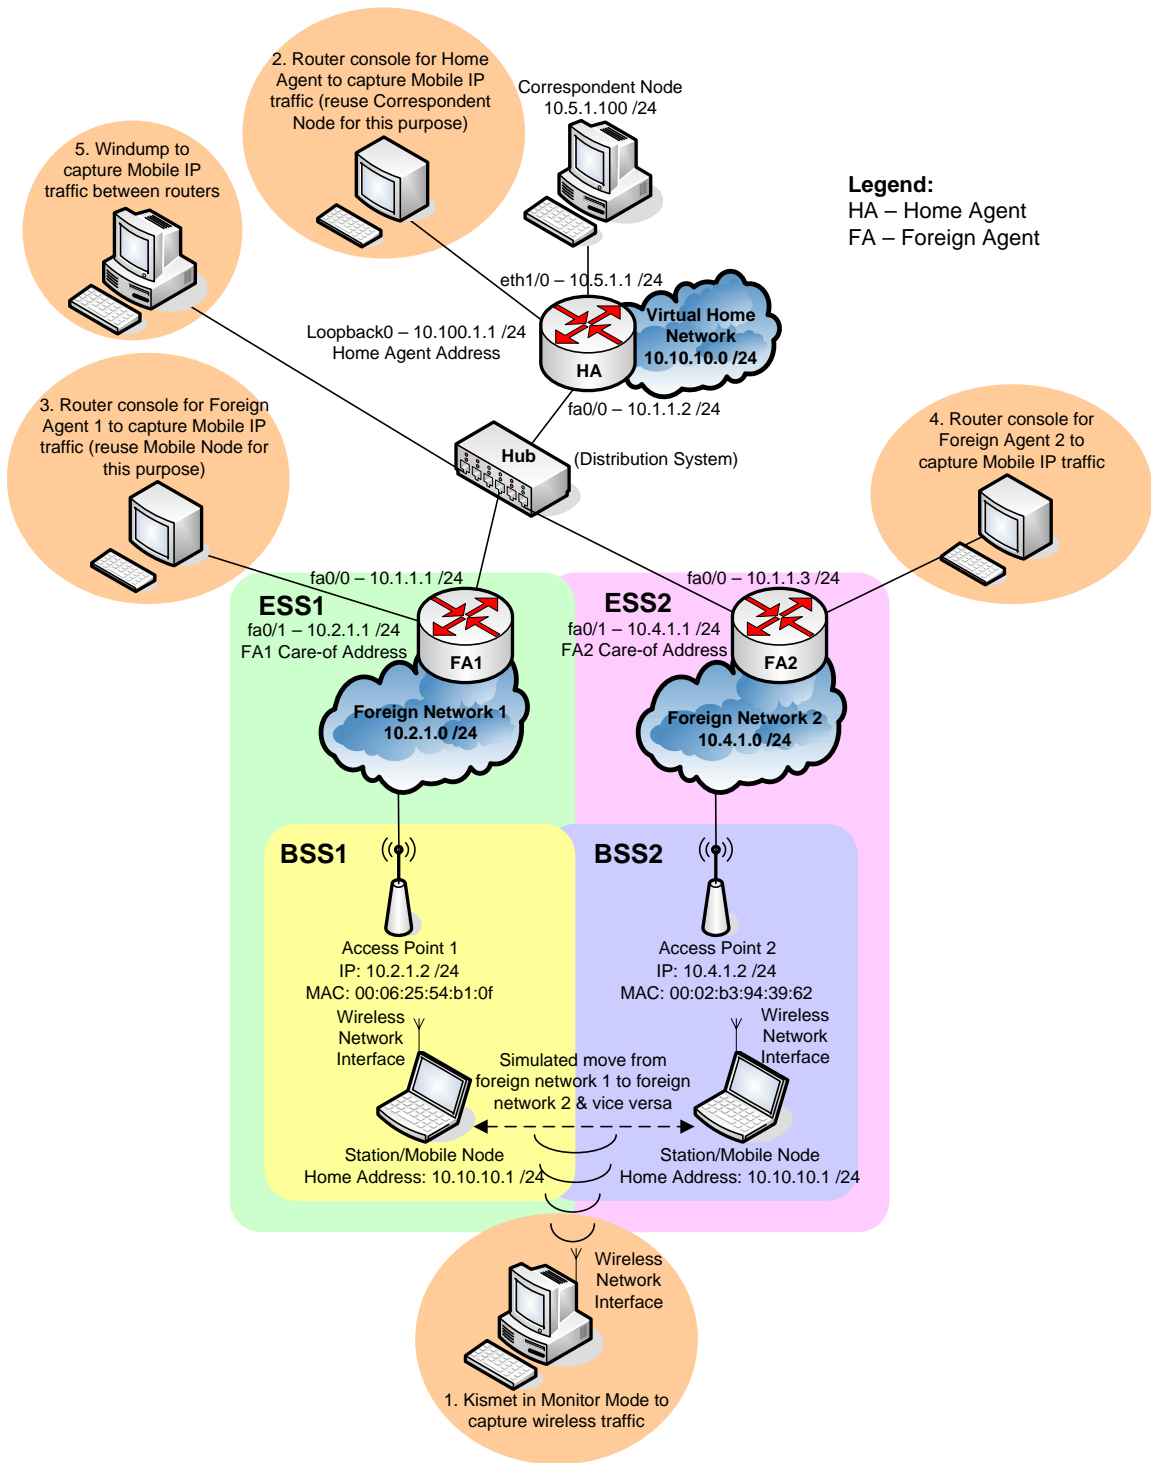 2. Router console for Home
Agent to capture Mobile IP
traffic (reuse Correspondent
Node for this purpose)
Correspondent Node
10.5.1.100 /24
5. Windump to
capture Mobile IP
traffic between routers
Legend:
HA – Home Agent
FA – Foreign Agent
eth1/0 – 10.5.1.1 /24
Loopback0 – 10.100.1.1 /24
Home Agent Address
Virtual Home
Network
10.10.10.0 /24
HA
fa0/0 – 10.1.1.2 /24
3. Router console for Foreign
Agent 1 to capture Mobile IP
traffic (reuse Mobile Node for
this purpose)
Hub
(Distribution System)
4. Router console for
Foreign Agent 2 to
capture Mobile IP traffic
fa0/0 – 10.1.1.1 /24
ESS1
fa0/1 – 10.2.1.1 /24
FA1 Care-of Address
FA1
fa0/0 – 10.1.1.3 /24
ESS2
fa0/1 – 10.4.1.1 /24
FA2 Care-of Address
FA2
Foreign Network 1
10.2.1.0 /24
Foreign Network 2
10.4.1.0 /24
BSS1
BSS2
Access Point 1
IP: 10.2.1.2 /24
MAC: 00:06:25:54:b1:0f
Access Point 2
IP: 10.4.1.2 /24
MAC: 00:02:b3:94:39:62
Wireless
Network
Interface
Wireless
Network
Interface
Simulated move from
foreign network 1 to foreign
network 2 & vice versa
Station/Mobile Node
Home Address: 10.10.10.1 /24
Station/Mobile Node
Home Address: 10.10.10.1 /24
Wireless
Network
Interface
1. Kismet in Monitor Mode to
capture wireless traffic